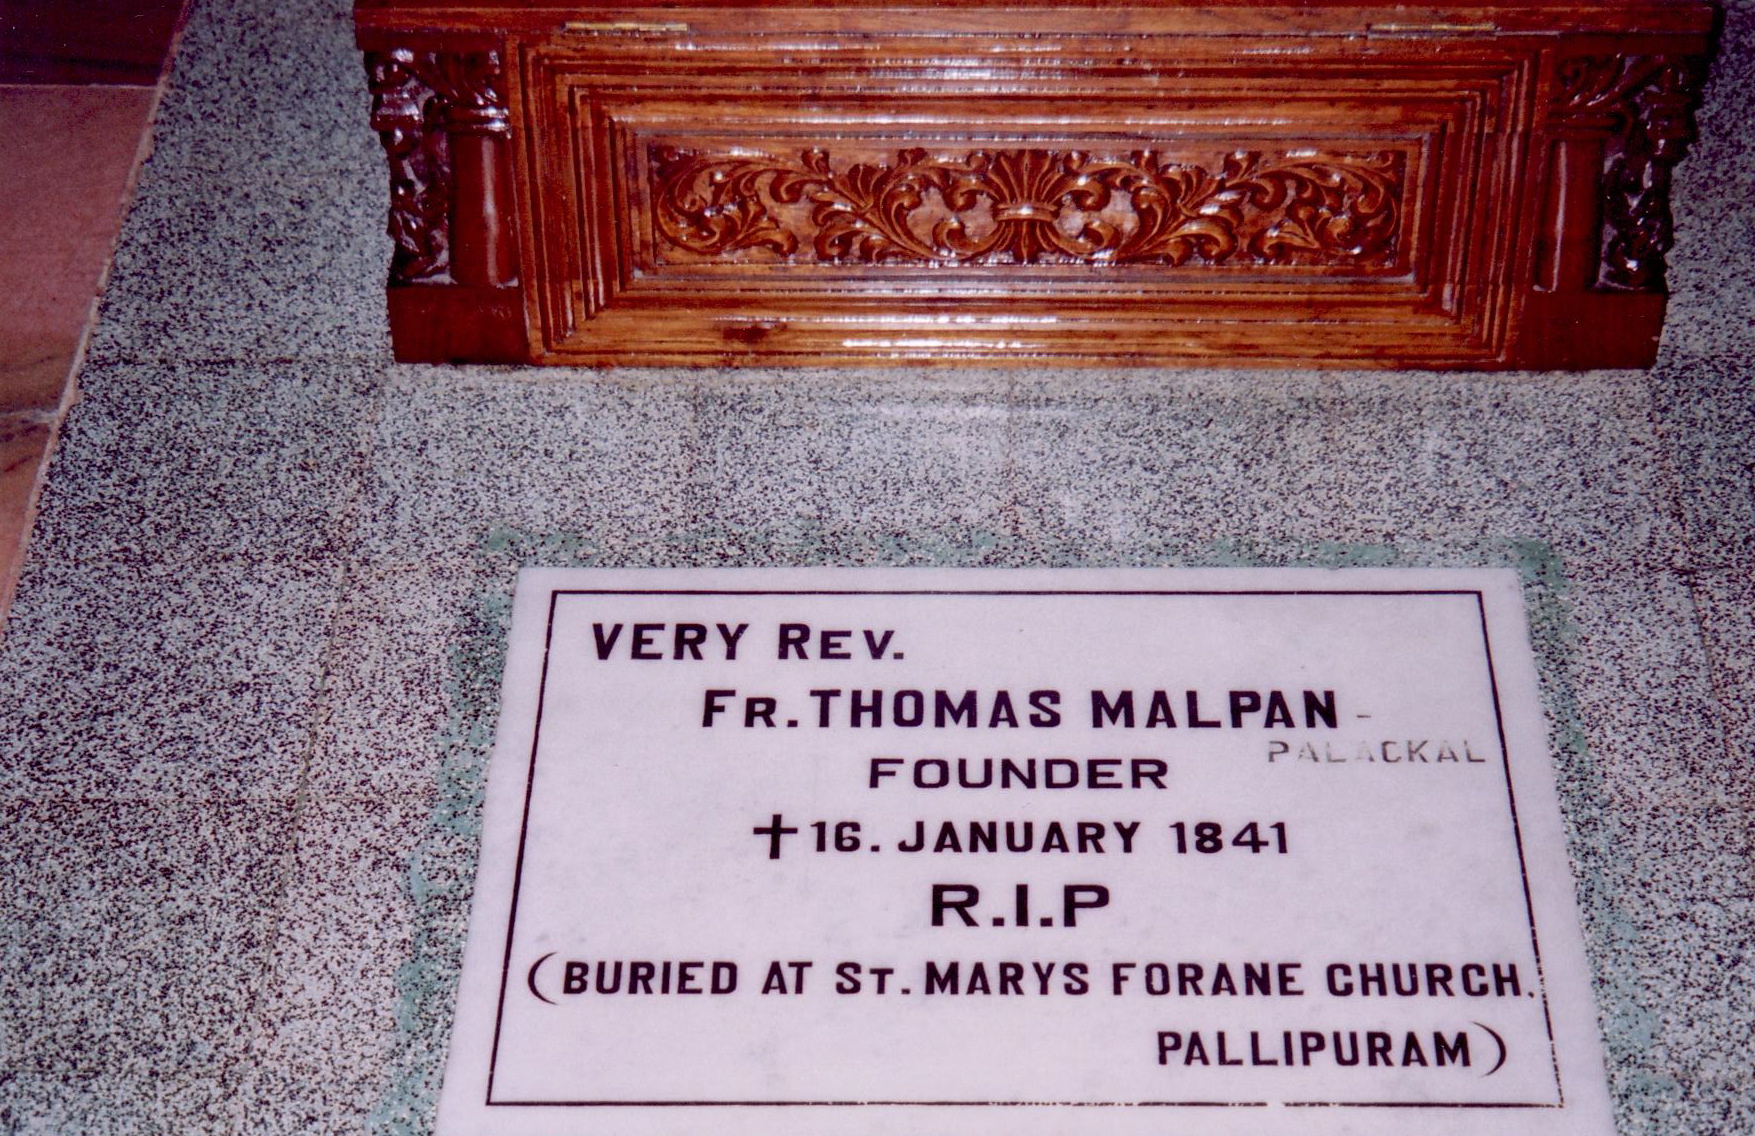 VERY REV.
FR. THOMAS MALPAN -
PALACKAL
FOUNDER
✝16. JANUARY 1841
R.I.P
(BURIED AT ST. MARYS FORANE CHURCH.
PALLIPURAM)